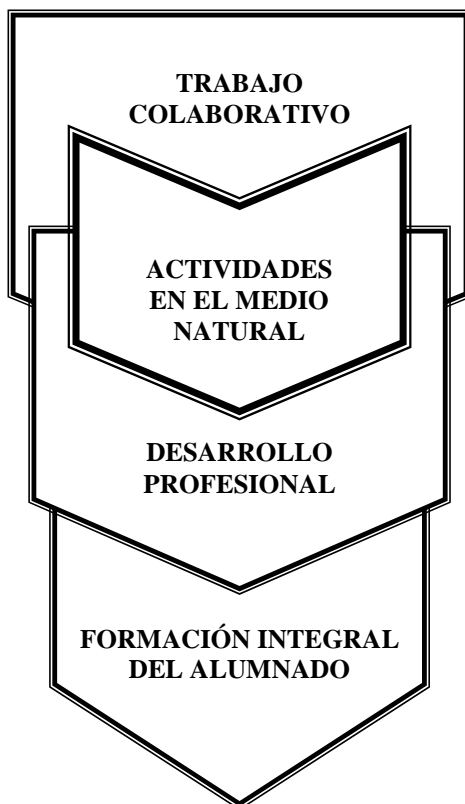 TRABAJO
COLABORATIVO
ACTIVIDADES
EN EL MEDIO
NATURAL
DESARROLLO
PROFESIONAL
FORMACIÓN INTEGRAL
DEL ALUMNADO